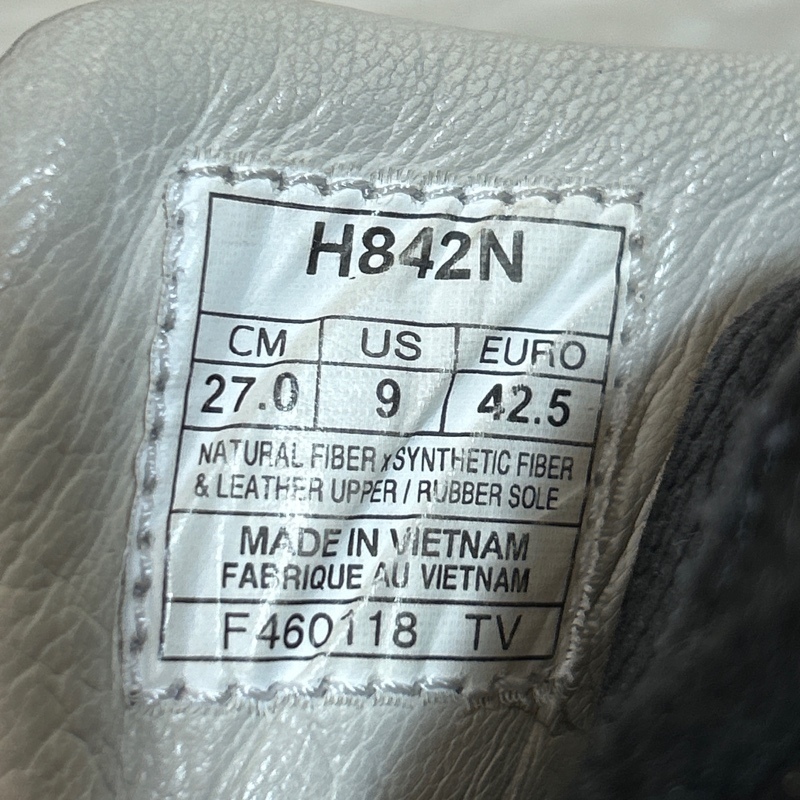 H842N
CM US EURO
27.0 9 42.5
NATURAL FIBER x SYNTHETIC FIBER
& LEATHER UPPER / RUBBER SOLE
MADE IN VIETNAM
FABRIQUE AU VIETNAM
F460118 TV